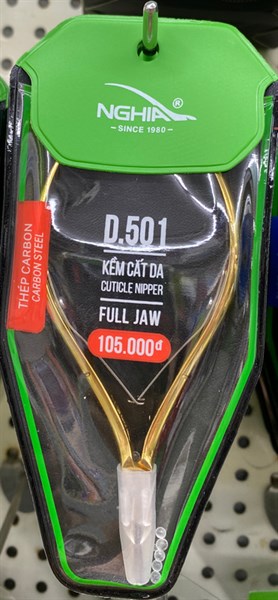 NGHIA®
— SINCE 1980 —
D.501
KỀM CẮT DA
CUTICLE NIPPER
FULL JAW
105.000đ
THÉP CARBON
CARBON STEEL